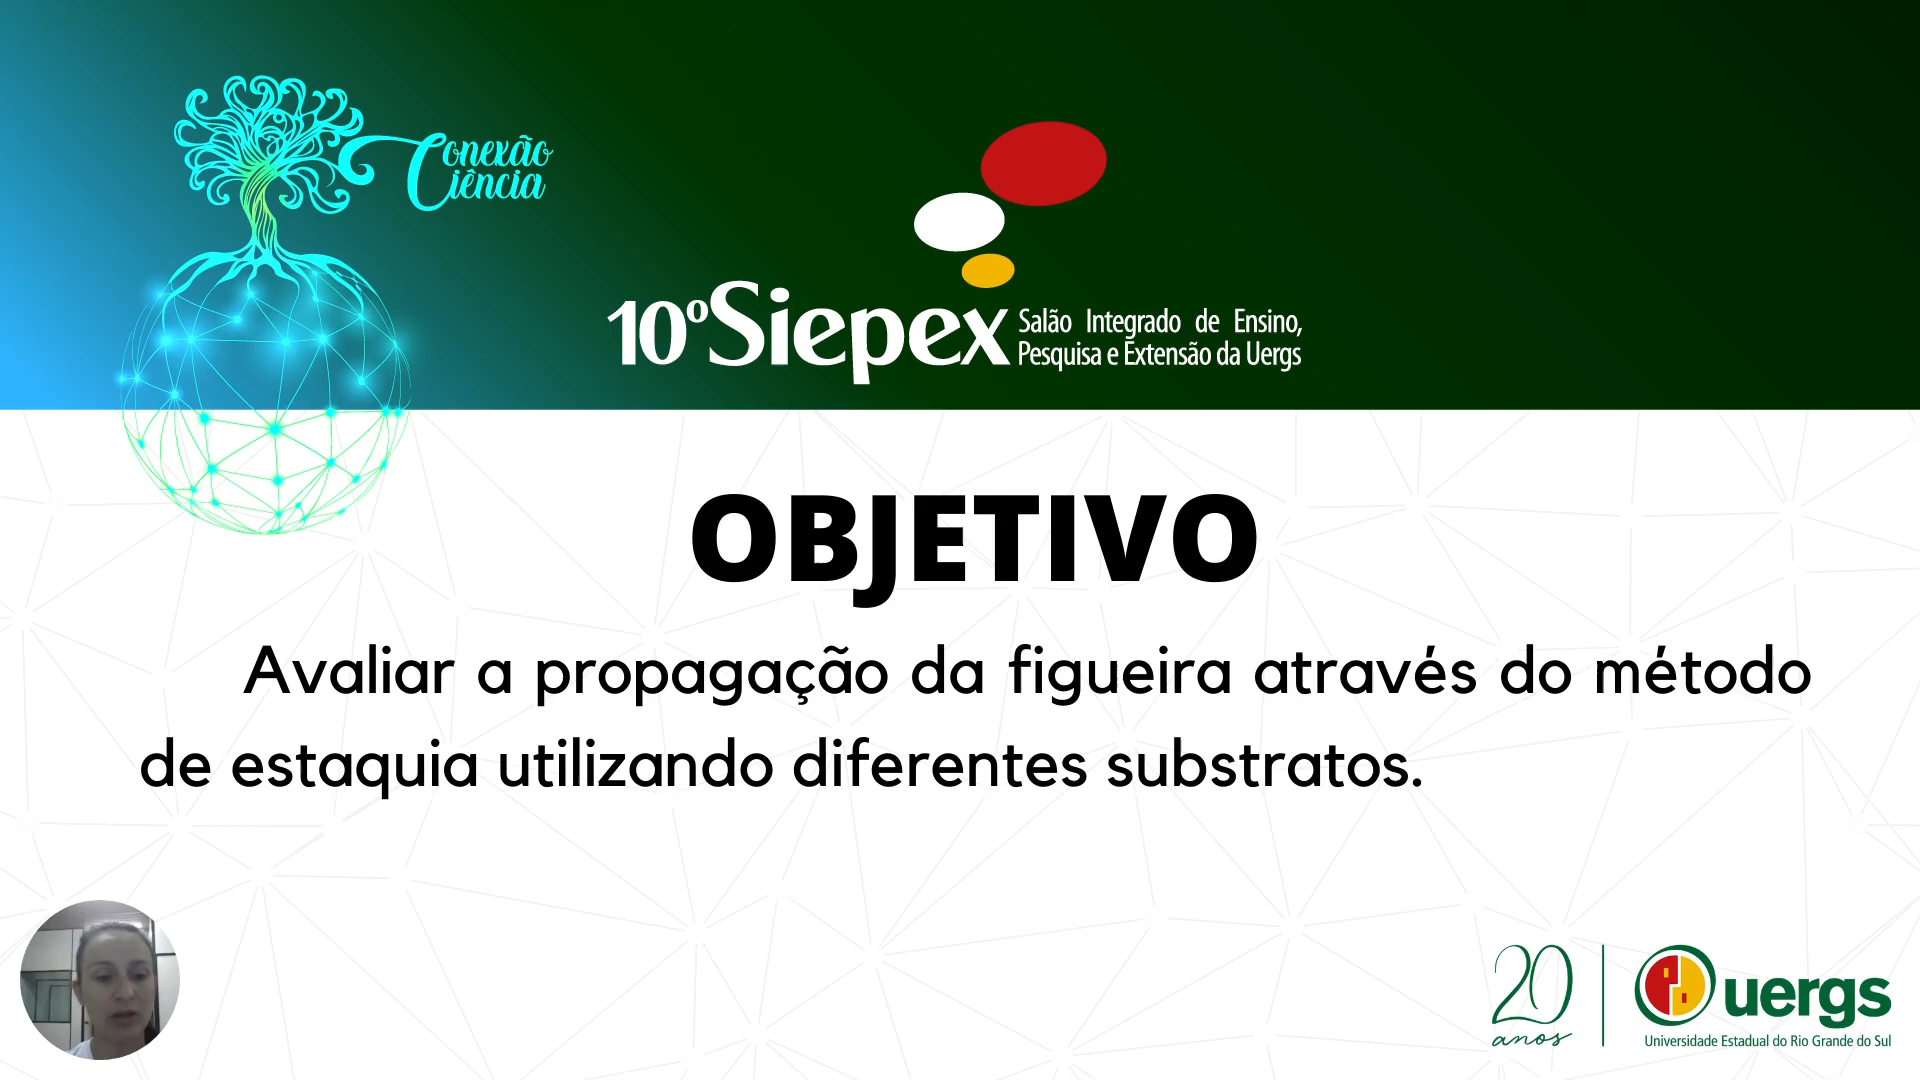 Conexão
Ciência
10º Siepex
Salão Integrado de Ensino,
Pesquisa e Extensão da Uergs
OBJETIVO
Avaliar a propagação da figueira através do método
de estaquia utilizando diferentes substratos.
20
anos
uergs
Universidade Estadual do Rio Grande do Sul